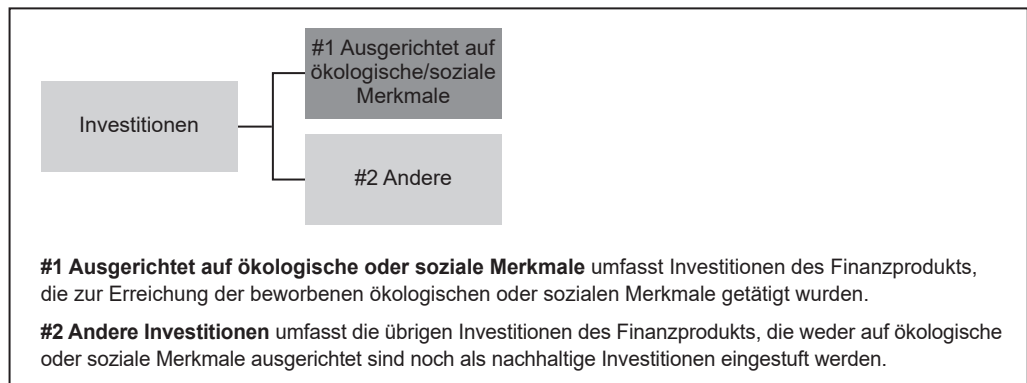 #1 Ausgerichtet auf
ökologische/soziale
Merkmale
Investitionen
#2 Andere
#1 Ausgerichtet auf ökologische oder soziale Merkmale umfasst Investitionen des Finanzprodukts,
die zur Erreichung der beworbenen ökologischen oder sozialen Merkmale getätigt wurden.
#2 Andere Investitionen umfasst die übrigen Investitionen des Finanzprodukts, die weder auf ökologische
oder soziale Merkmale ausgerichtet sind noch als nachhaltige Investitionen eingestuft werden.